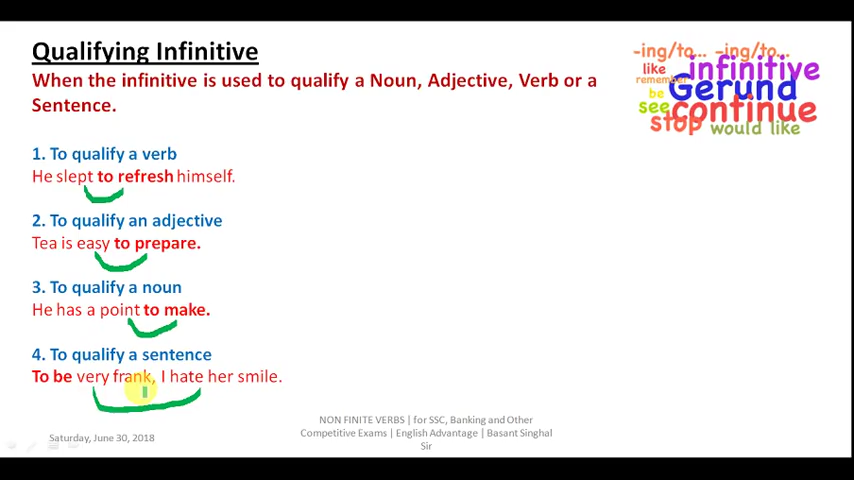 Qualifying Infinitive
When the infinitive is used to qualify a Noun, Adjective, Verb or a
Sentence.
-ing/to... -ing/to...
like infinitive
remember Gerund
be
see continue
stop would like
1. To qualify a verb
He slept to refresh himself.
2. To qualify an adjective
Tea is easy to prepare.
3. To qualify a noun
He has a point to make.
4. To qualify a sentence
To be very frank, I hate her smile.
Saturday, June 30, 2018
NON FINITE VERBS | for SSC, Banking and Other
Competitive Exams | English Advantage | Basant Singhal
Sir